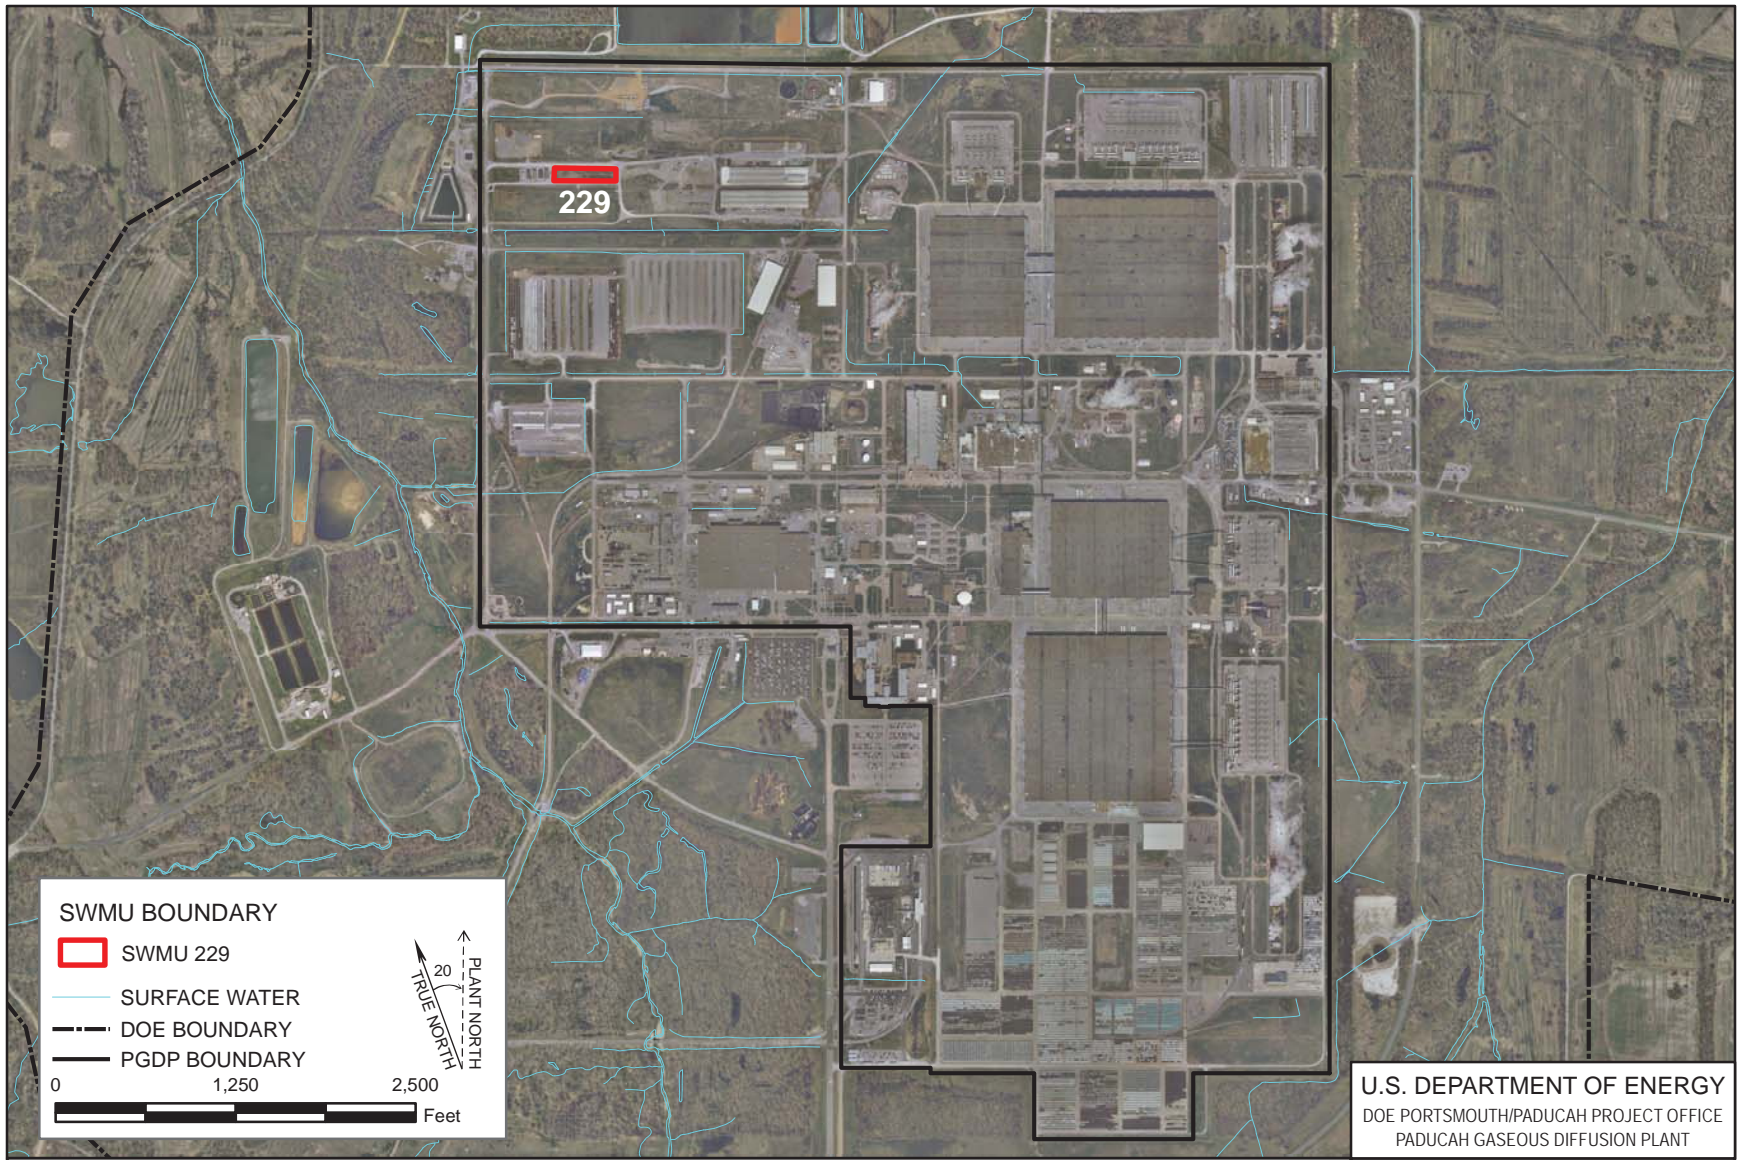 229
SWMU BOUNDARY
SWMU 229
SURFACE WATER
DOE BOUNDARY
PGDP BOUNDARY
20
TRUE NORTH
PLANT NORTH
0 1,250 2,500
Feet
U.S. DEPARTMENT OF ENERGY
DOE PORTSMOUTH/PADUCAH PROJECT OFFICE
PADUCAH GASEOUS DIFFUSION PLANT